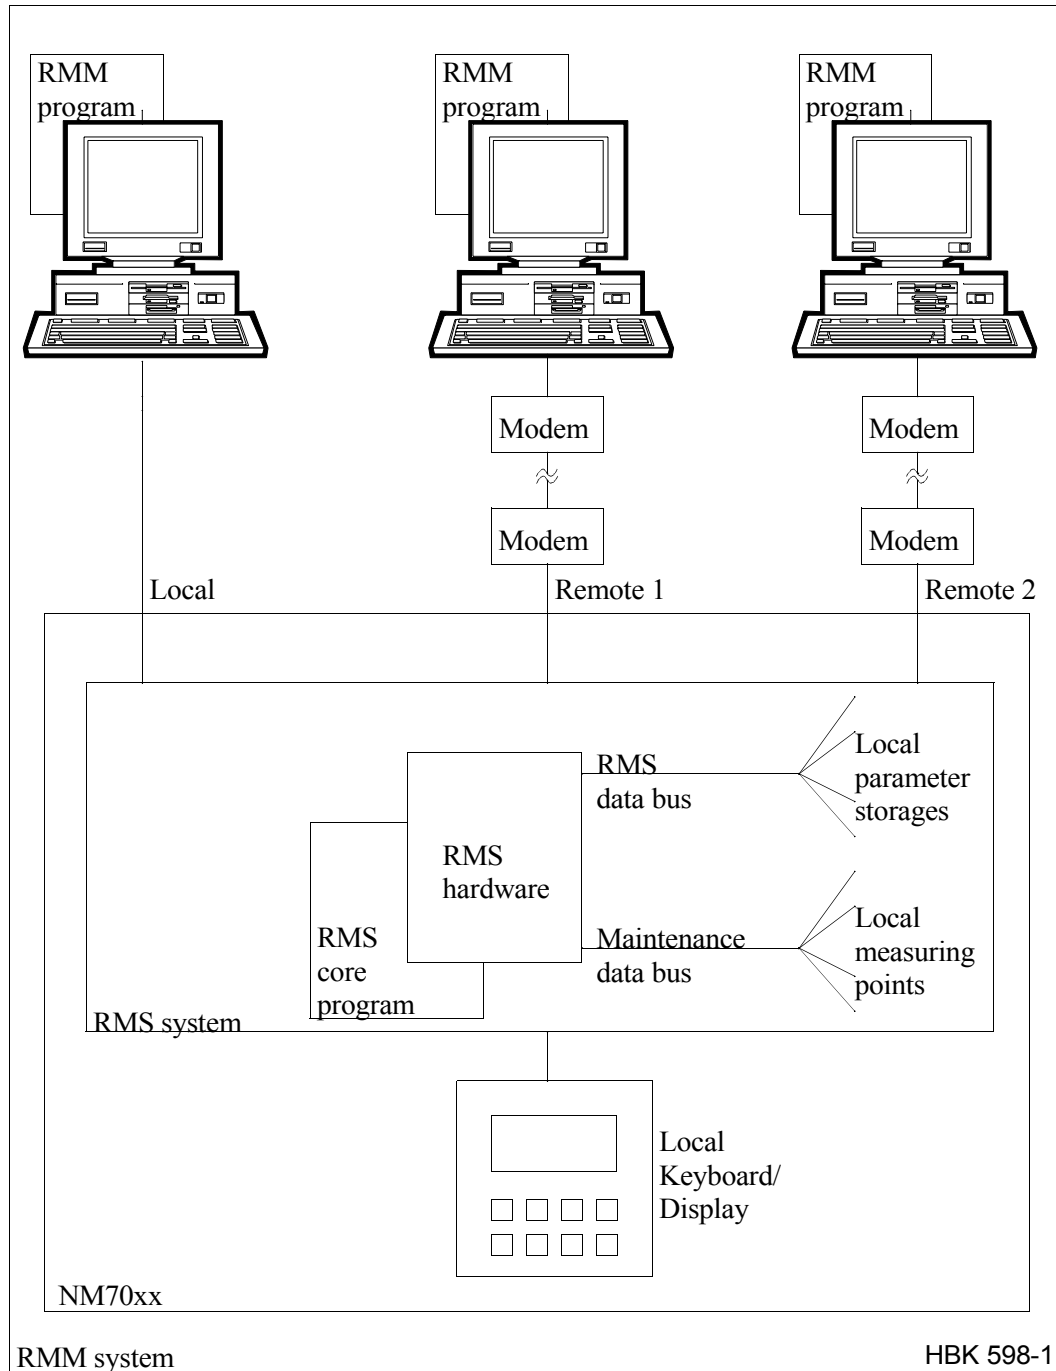 RMM
program
RMM
program
RMM
program
Modem
Modem
Modem
Modem
Local
Remote 1
Remote 2
RMS
data bus
Local
parameter
storages
RMS
hardware
RMS
core
program
Maintenance
data bus
Local
measuring
points
RMS system
Local
Keyboard/
Display
NM70xx
RMM system
HBK 598-1